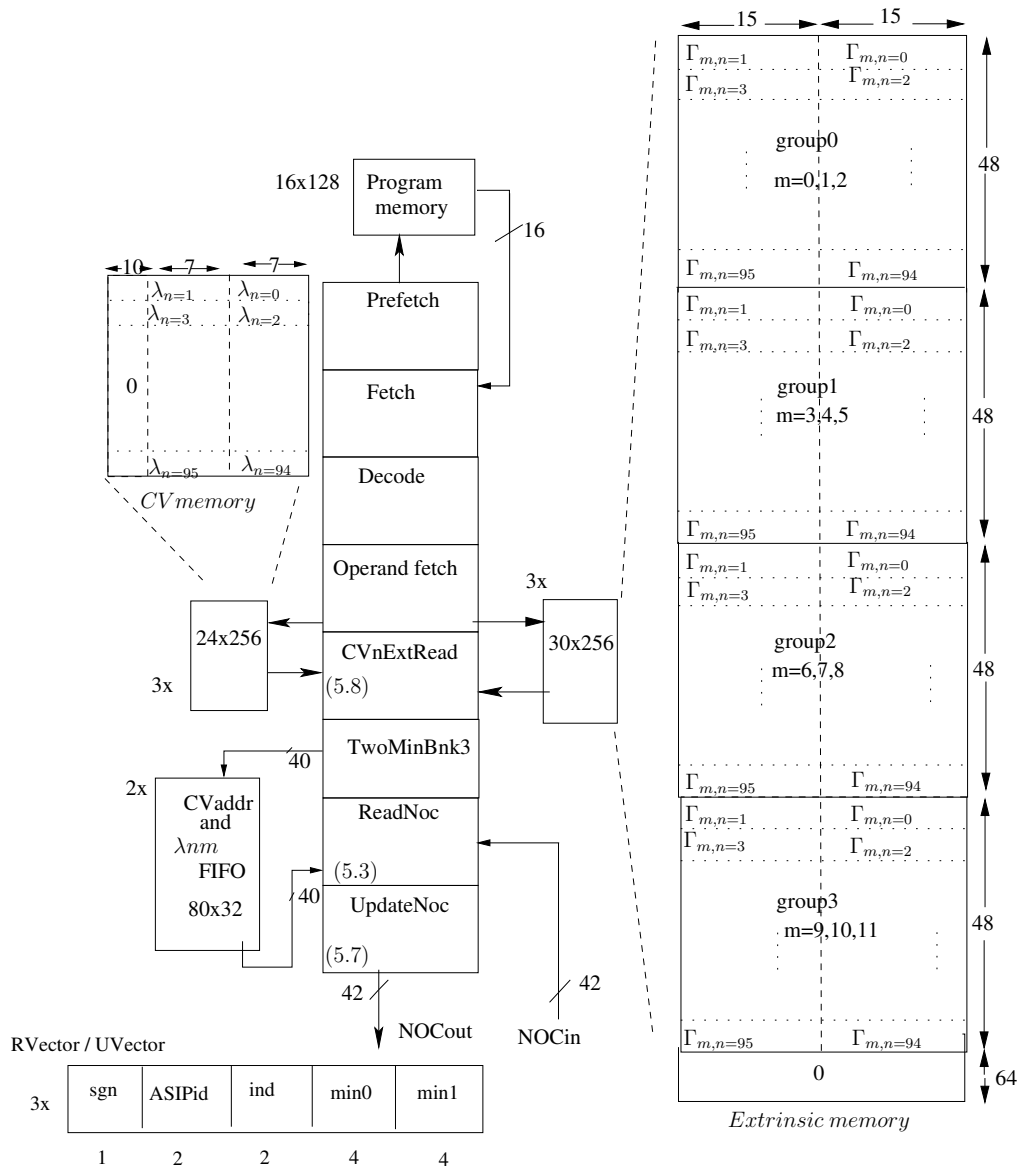 15
15
Γm,n=1
Γm,n=0
Γm,n=3
Γm,n=2
group0
m=0,1,2
48
Γm,n=95
Γm,n=94
Γm,n=1
Γm,n=0
Γm,n=3
Γm,n=2
group1
m=3,4,5
48
Γm,n=95
Γm,n=94
Γm,n=1
Γm,n=0
Γm,n=3
Γm,n=2
group2
m=6,7,8
48
Γm,n=95
Γm,n=94
Γm,n=1
Γm,n=0
Γm,n=3
Γm,n=2
group3
m=9,10,11
48
Γm,n=95
Γm,n=94
0
64
Extrinsic memory
16x128
Program
memory
16
10
7
7
λn=1
λn=0
λn=3
λn=2
0
λn=95
λn=94
CV memory
Prefetch
Fetch
Decode
Operand fetch
3x
24x256
30x256
CVnExtRead
3x
(5.8)
TwoMinBnk3
40
2x
CVaddr
and
λnm
FIFO
80x32
ReadNoc
(5.3)
40
UpdateNoc
(5.7)
42
42
NOCout
NOCin
RVector / UVector
3x
sgn
ASIPid
ind
min0
min1
1
2
2
4
4